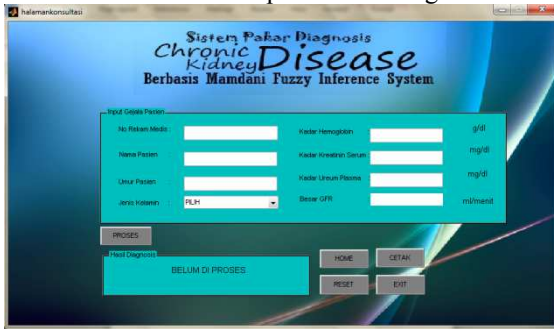 halamankonsultasi
Sistem Pakar Diagnosis
Chronic
Kidney Disease
Berbasis Mamdani Fuzzy Inference System
Input Gejala Pasien
No Rekam Medis :
Kadar Hemoglobin
g/dl
Nama Pasien
Kadar Kreatinin Serum
mg/dl
Umur Pasien
Kadar Ureum Plasma
mg/dl
Jenis Kelamin :
PILIH
Besar GFR
ml/menit
PROSES
Hasil Diagnosis
BELUM DI PROSES
HOME
CETAK
RESET
EXIT